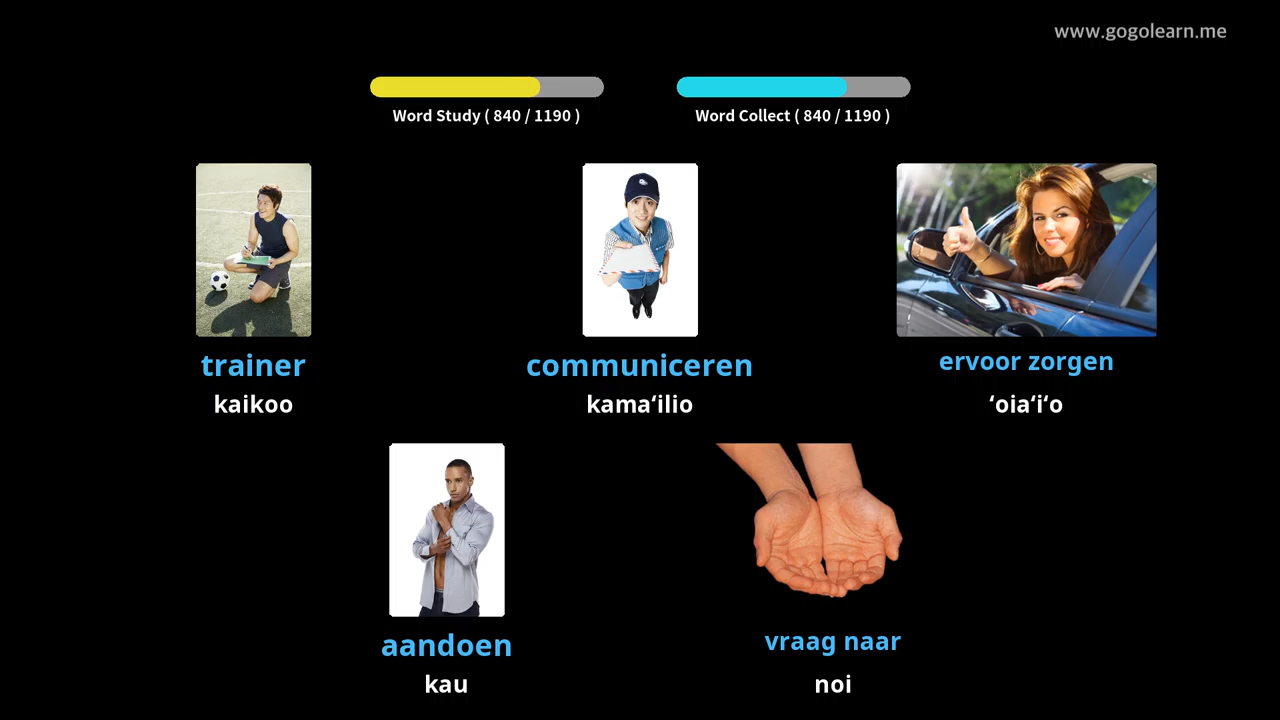 www.gogolearn.me
Word Study ( 840 / 1190 )
Word Collect ( 840 / 1190 )
trainer
kaikoo
communiceren
kamaʻilio
ervoor zorgen
ʻoiaʻiʻo
aandoen
kau
vraag naar
noi